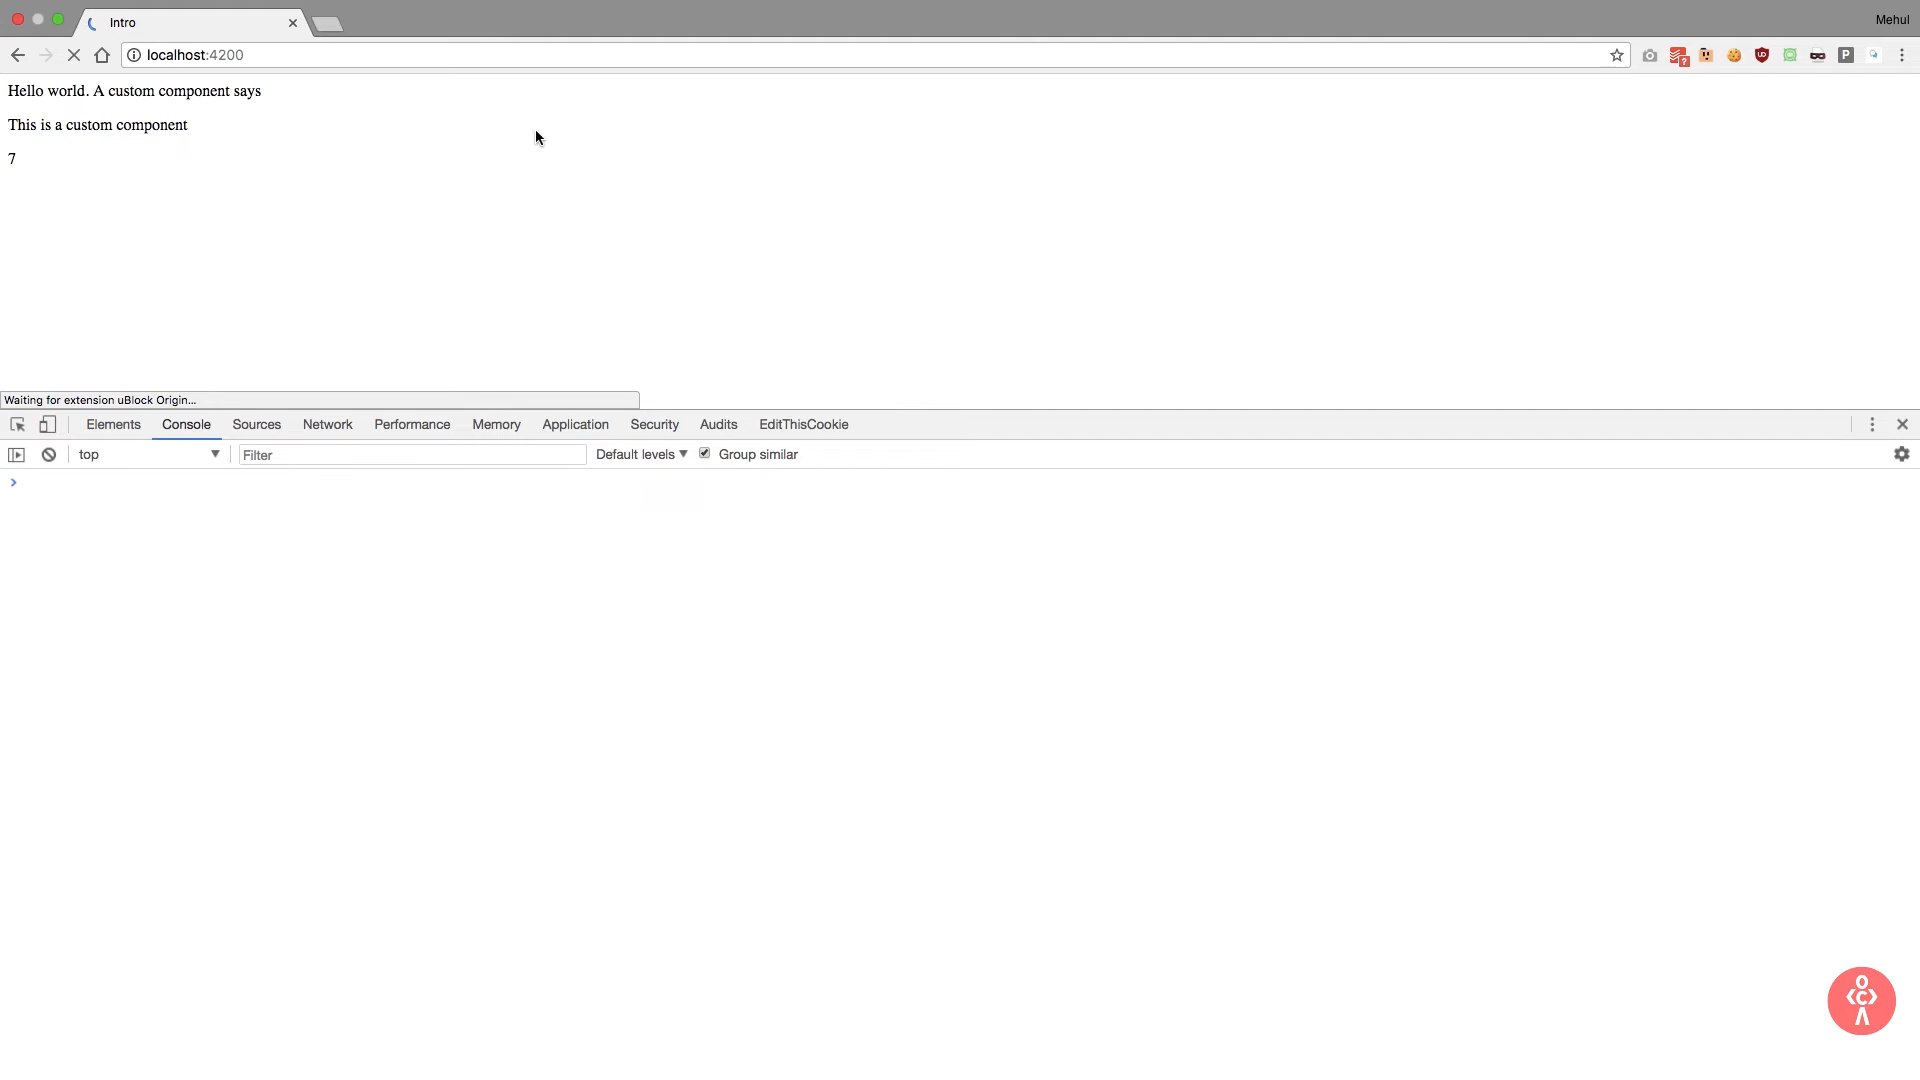 Intro
Mehul
localhost:4200
Hello world. A custom component says
This is a custom component
7
Waiting for extension uBlock Origin...
Elements Console Sources Network Performance Memory Application Security Audits EditThisCookie
top Filter Default levels Group similar